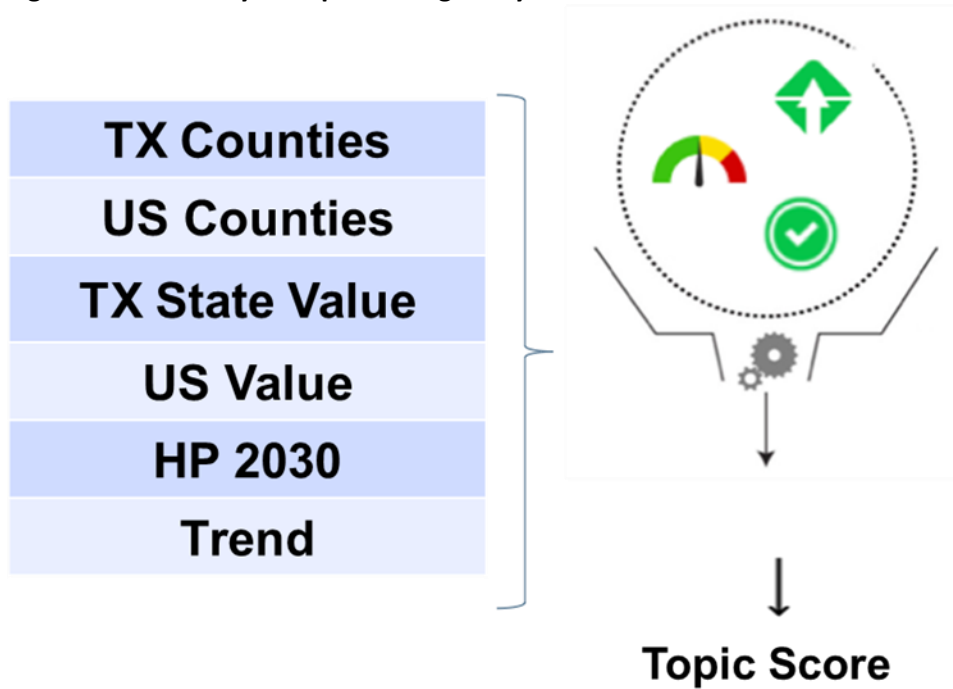 TX Counties
US Counties
TX State Value
US Value
HP 2030
Trend
Topic Score